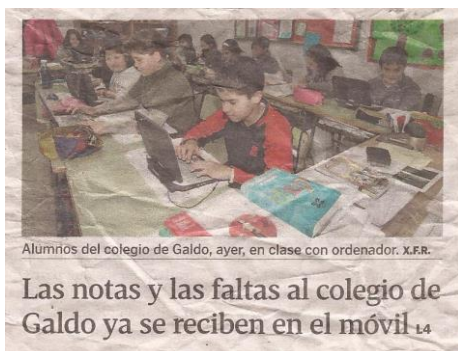 Alumnos del colegio de Galdo, ayer, en clase con ordenador. X.F.R.
Las notas y las faltas al colegio de
Galdo ya se reciben en el móvil L4